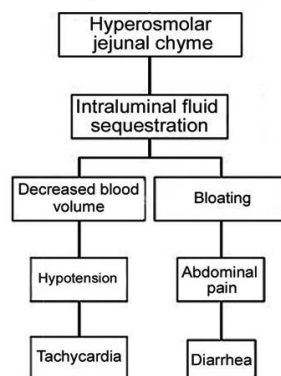 Hyperosmolar
jejunal chyme
Intraluminal fluid
sequestration
Decreased blood
volume
Bloating
Hypotension
Abdominal
pain
Tachycardia
Diarrhea